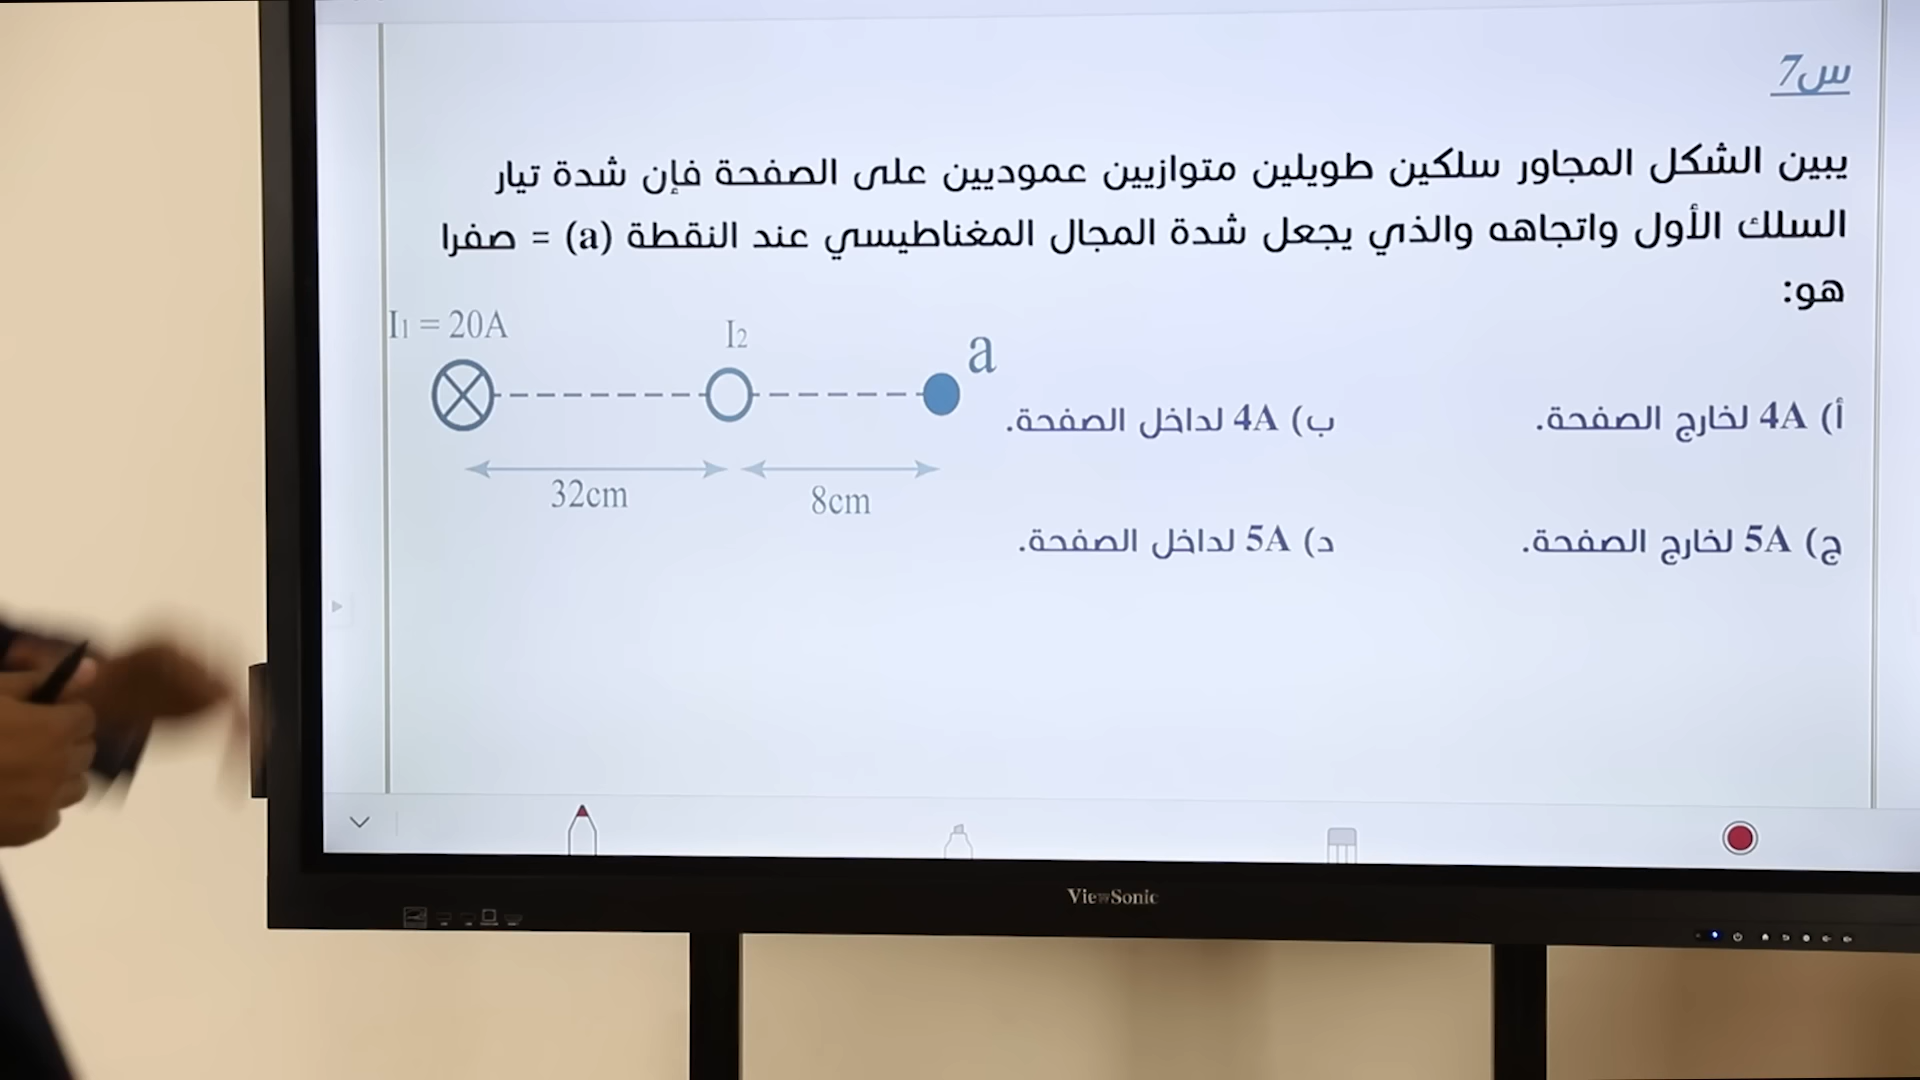 س7
يبين الشكل المجاور سلكين طويلين متوازيين عموديين على الصفحة فإن شدة تيار
السلك الأول واتجاهه والذي يجعل شدة المجال المغناطيسي عند النقطة (a) = صفرا
هو:
I1 = 20A
I2
a
أ) 4A لخارج الصفحة.
ب) 4A لداخل الصفحة.
32cm
8cm
ج) 5A لخارج الصفحة.
د) 5A لداخل الصفحة.
ViewSonic